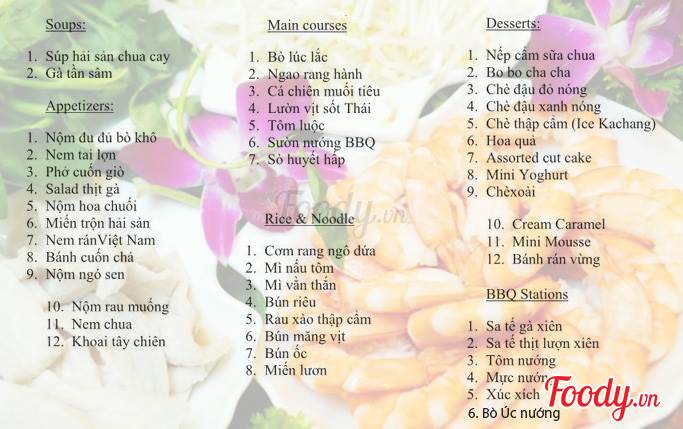 Soups:
1. Súp hải sản chua cay
2. Gà tần sâm
Appetizers:
1. Nộm đu đủ bò khô
2. Nem tai lợn
3. Phở cuốn giò
4. Salad thịt gà
5. Nộm hoa chuối
6. Miến trộn hải sản
7. Nem ránViệt Nam
8. Bánh cuốn chả
9. Nộm ngó sen
10. Nộm rau muống
11. Nem chua
12. Khoai tây chiên
Main courses
1. Bò lúc lắc
2. Ngao rang hành
3. Cá chiên muối tiêu
4. Lườn vịt sốt Thái
5. Tôm luộc
6. Sườn nướng BBQ
7. Sò huyết hấp
Foody.vn
Rice & Noodle
1. Cơm rang ngô dứa
2. Mì nấu tôm
3. Mì vằn thắn
4. Bún riêu
5. Rau xào thập cẩm
6. Bún măng vịt
7. Bún ốc
8. Miến lươn
Desserts:
1. Nếp cẩm sữa chua
2. Bo bo cha cha
3. Chè đậu đỏ nóng
4. Chè đậu xanh nóng
5. Chè thập cẩm (Ice Kachang)
6. Hoa quả
7. Assorted cut cake
8. Mini Yoghurt
9. Chèxoài
10. Cream Caramel
11. Mini Mousse
12. Bánh rán vừng
BBQ Stations
1. Sa tế gà xiên
2. Sa tế thịt lượn xiên
3. Tôm nướng
4. Mực nướn
5. Xúc xích
6. Bò Úc nướng
Foody.vn